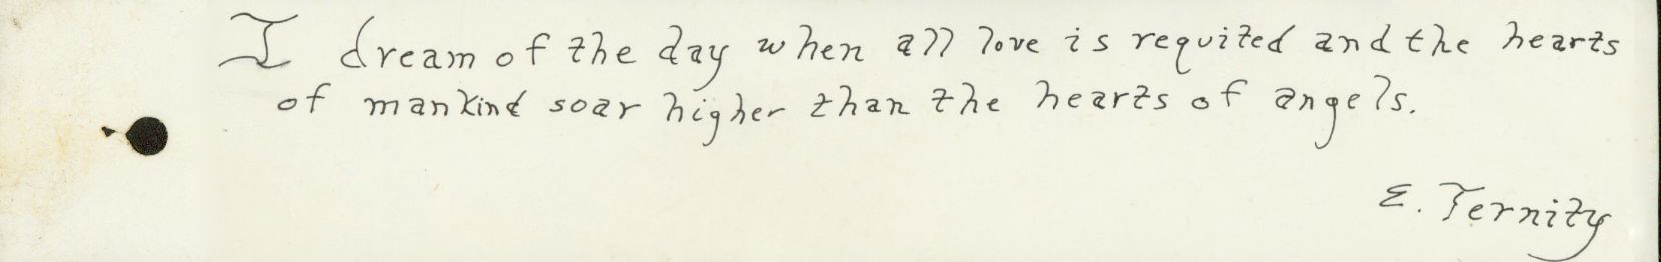 I dream of the day when all love is requited and the hearts
of mankind soar higher than the hearts of angels.
E. Ternity